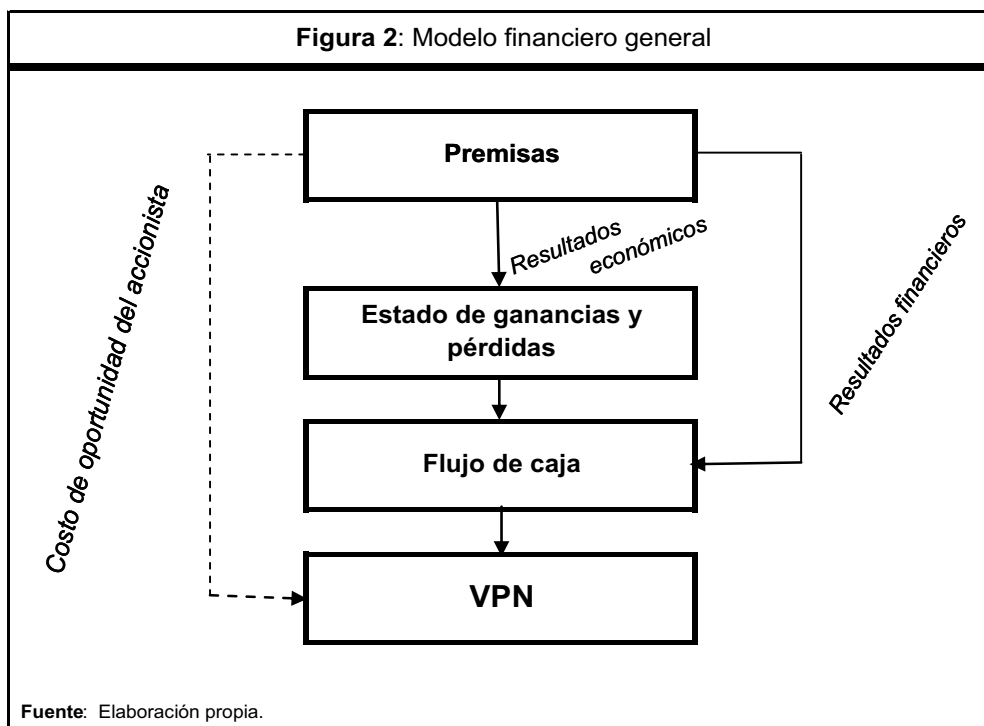 Figura 2: Modelo financiero general
Premisas
Resultados
económicos
Estado de ganancias y
pérdidas
Flujo de caja
VPN
Costo de oportunidad del accionista
Resultados financieros
Fuente: Elaboración propia.